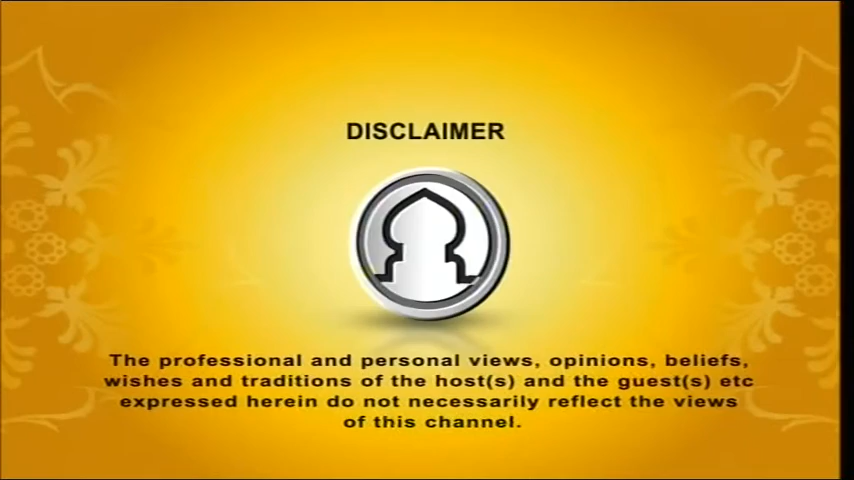 DISCLAIMER
The professional and personal views, opinions, beliefs,
wishes and traditions of the host(s) and the guest(s) etc
expressed herein do not necessarily reflect the views
of this channel.